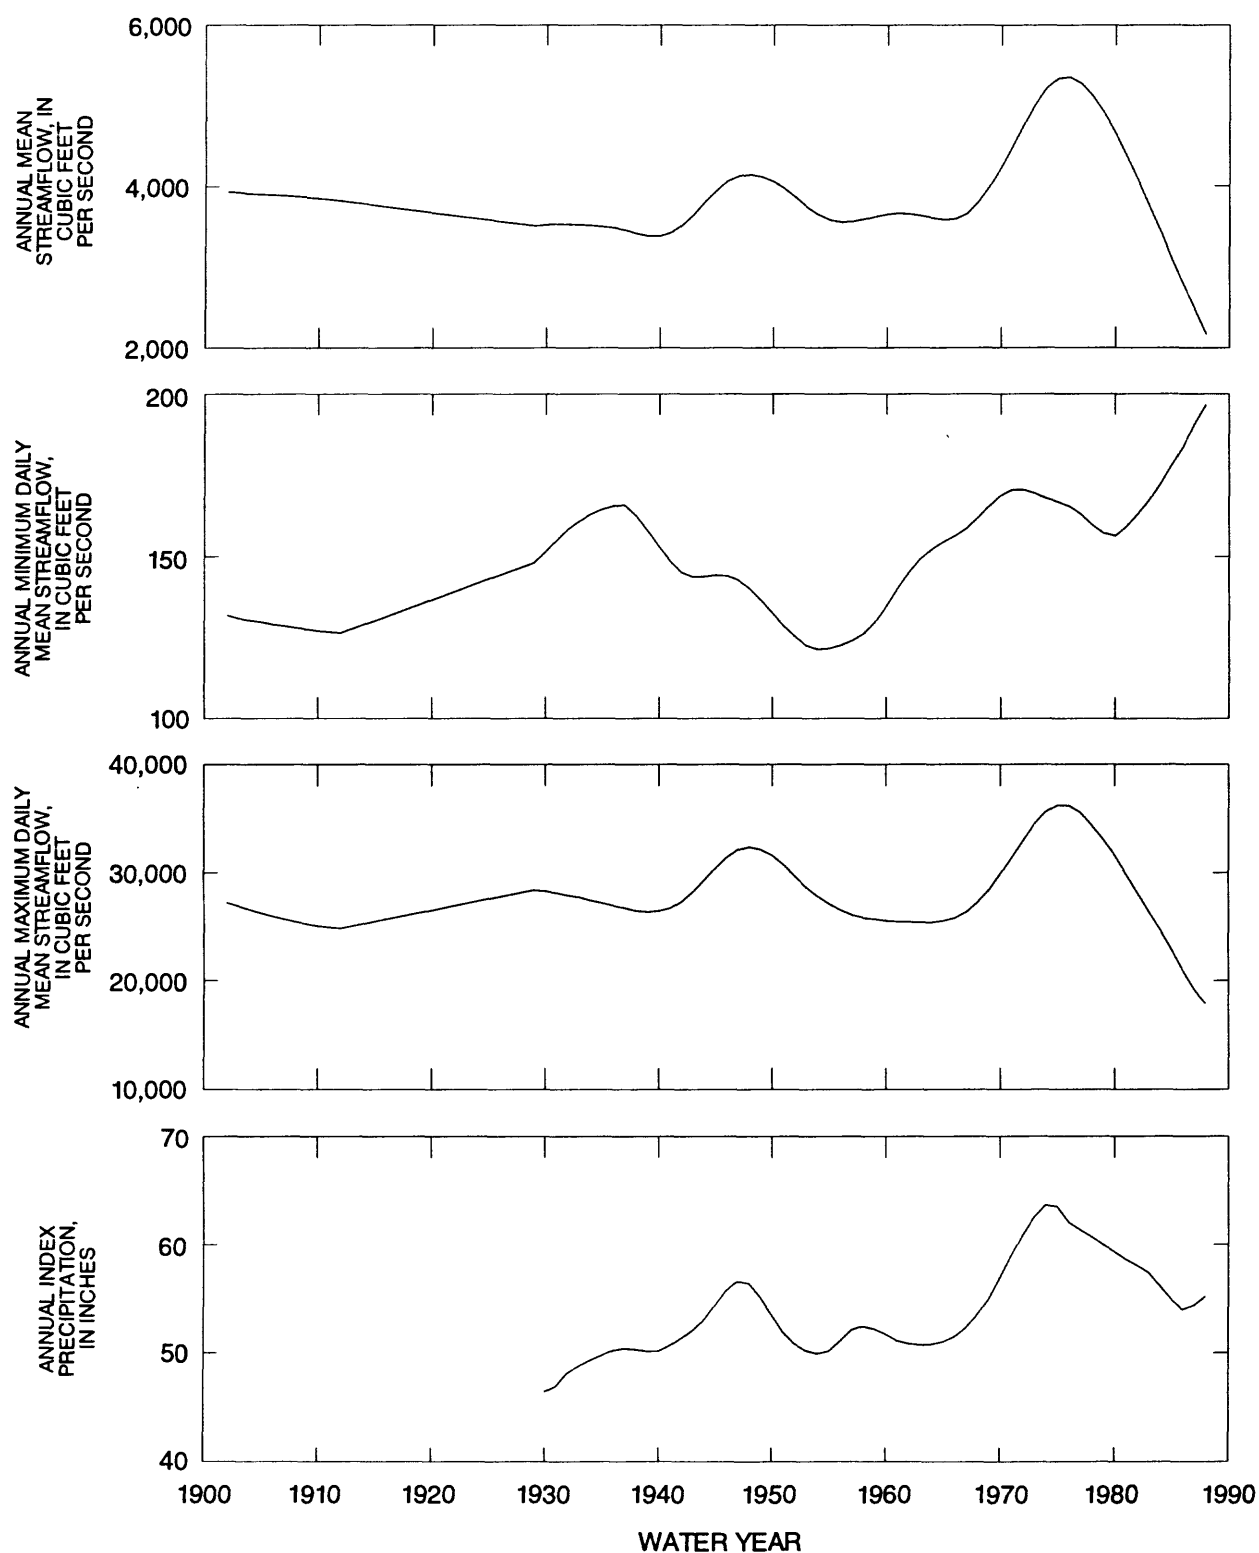 ANNUAL MEAN
STREAMFLOW, IN
CUBIC FEET
PER SECOND
6,000
4,000
2,000
ANNUAL MINIMUM DAILY
MEAN STREAMFLOW,
IN CUBIC FEET
PER SECOND
200
150
100
ANNUAL MAXIMUM DAILY
MEAN STREAMFLOW,
IN CUBIC FEET
PER SECOND
40,000
30,000
20,000
10,000
ANNUAL INDEX
PRECIPITATION,
IN INCHES
70
60
50
40
1900 1910 1920 1930 1940 1950 1960 1970 1980 1990
WATER YEAR